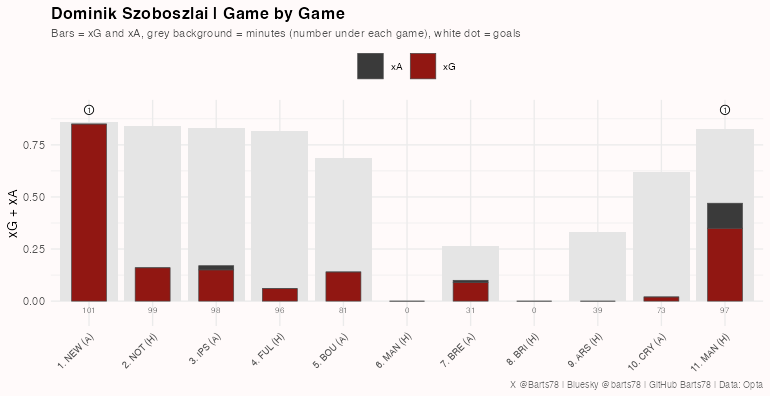 Dominik Szoboszlai | Game by Game
Bars = xG and xA, grey background = minutes (number under each game), white dot = goals
xA xG
1 1
xG + xA
0.75
0.50
0.25
0.00
101 99 98 96 81 0 31 0 39 73 97
1. NEW (A) 2. NOT (H) 3. IPS (A) 4. FUL (H) 5. BOU (A) 6. MAN (H) 7. BRE (A) 8. BRI (H) 9. ARS (H) 10. CRY (A) 11. MAN (H)
X @Barts78 | Bluesky @barts78 | GitHub Barts78 | Data: Opta